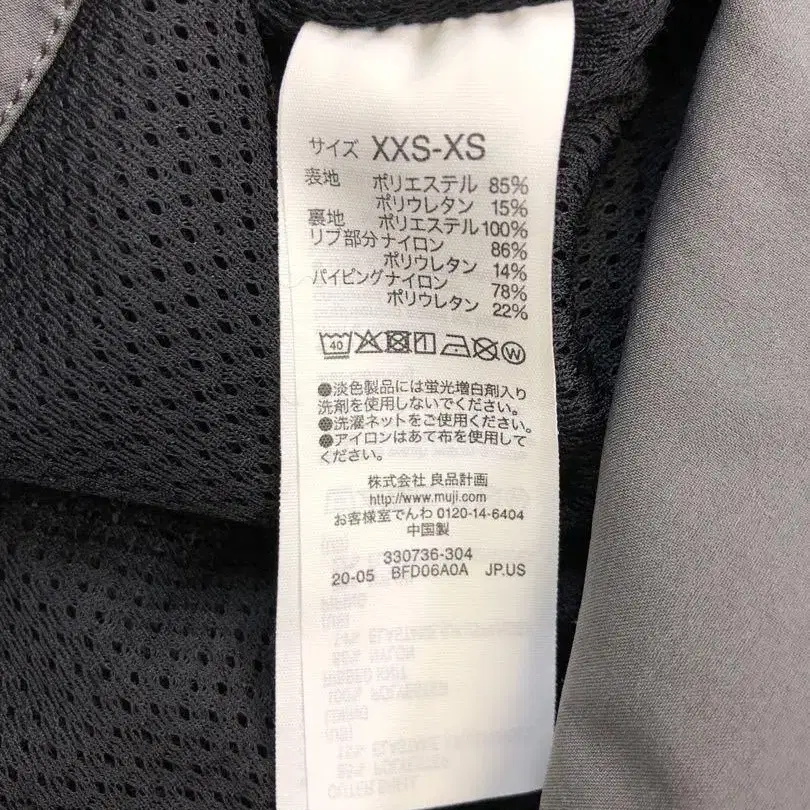 サイズ XXS-XS
表地 ポリエステル 85%
ポリウレタン 15%
裏地 ポリエステル 100%
リブ部分 ナイロン 86%
ポリウレタン 14%
パイピング ナイロン 78%
ポリウレタン 22%
40 W
●淡色製品には蛍光増白剤入り
洗剤を使用しないでください。
●洗濯ネットをご使用ください。
●アイロンはあて布を使用して
ください。
株式会社 良品計画
http://www.muji.com
お客様室でんわ 0120-14-6404
中国製
330736-304
20-05 BFD06A0A JP.US